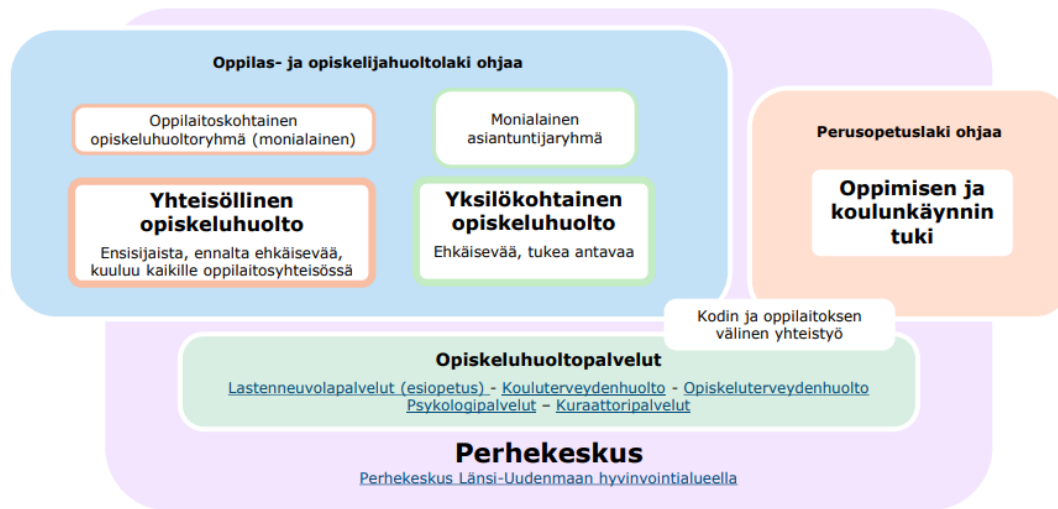 Oppilas- ja opiskelijahuoltolaki ohjaa
Oppilaitoskohtainen
opiskeluhuoltoryhmä (monialainen)
Monialainen
asiantuntijaryhmä
Yhteisöllinen
opiskeluhuolto
Ensisijaista, ennalta ehkäisevää,
kuuluu kaikille oppilaitosyhteisössä
Yksilökohtainen
opiskeluhuolto
Ehkäisevää, tukea antavaa
Perusopetuslaki ohjaa
Oppimisen ja
koulunkäynnin
tuki
Kodin ja oppilaitoksen
välinen yhteistyö
Opiskeluhuoltopalvelut
Lastenneuvolapalvelut (esiopetus) - Kouluterveydenhuolto - Opiskeluterveydenhuolto
Psykologipalvelut – Kuraattoripalvelut
Perhekeskus
Perhekeskus Länsi-Uudenmaan hyvinvointialueella